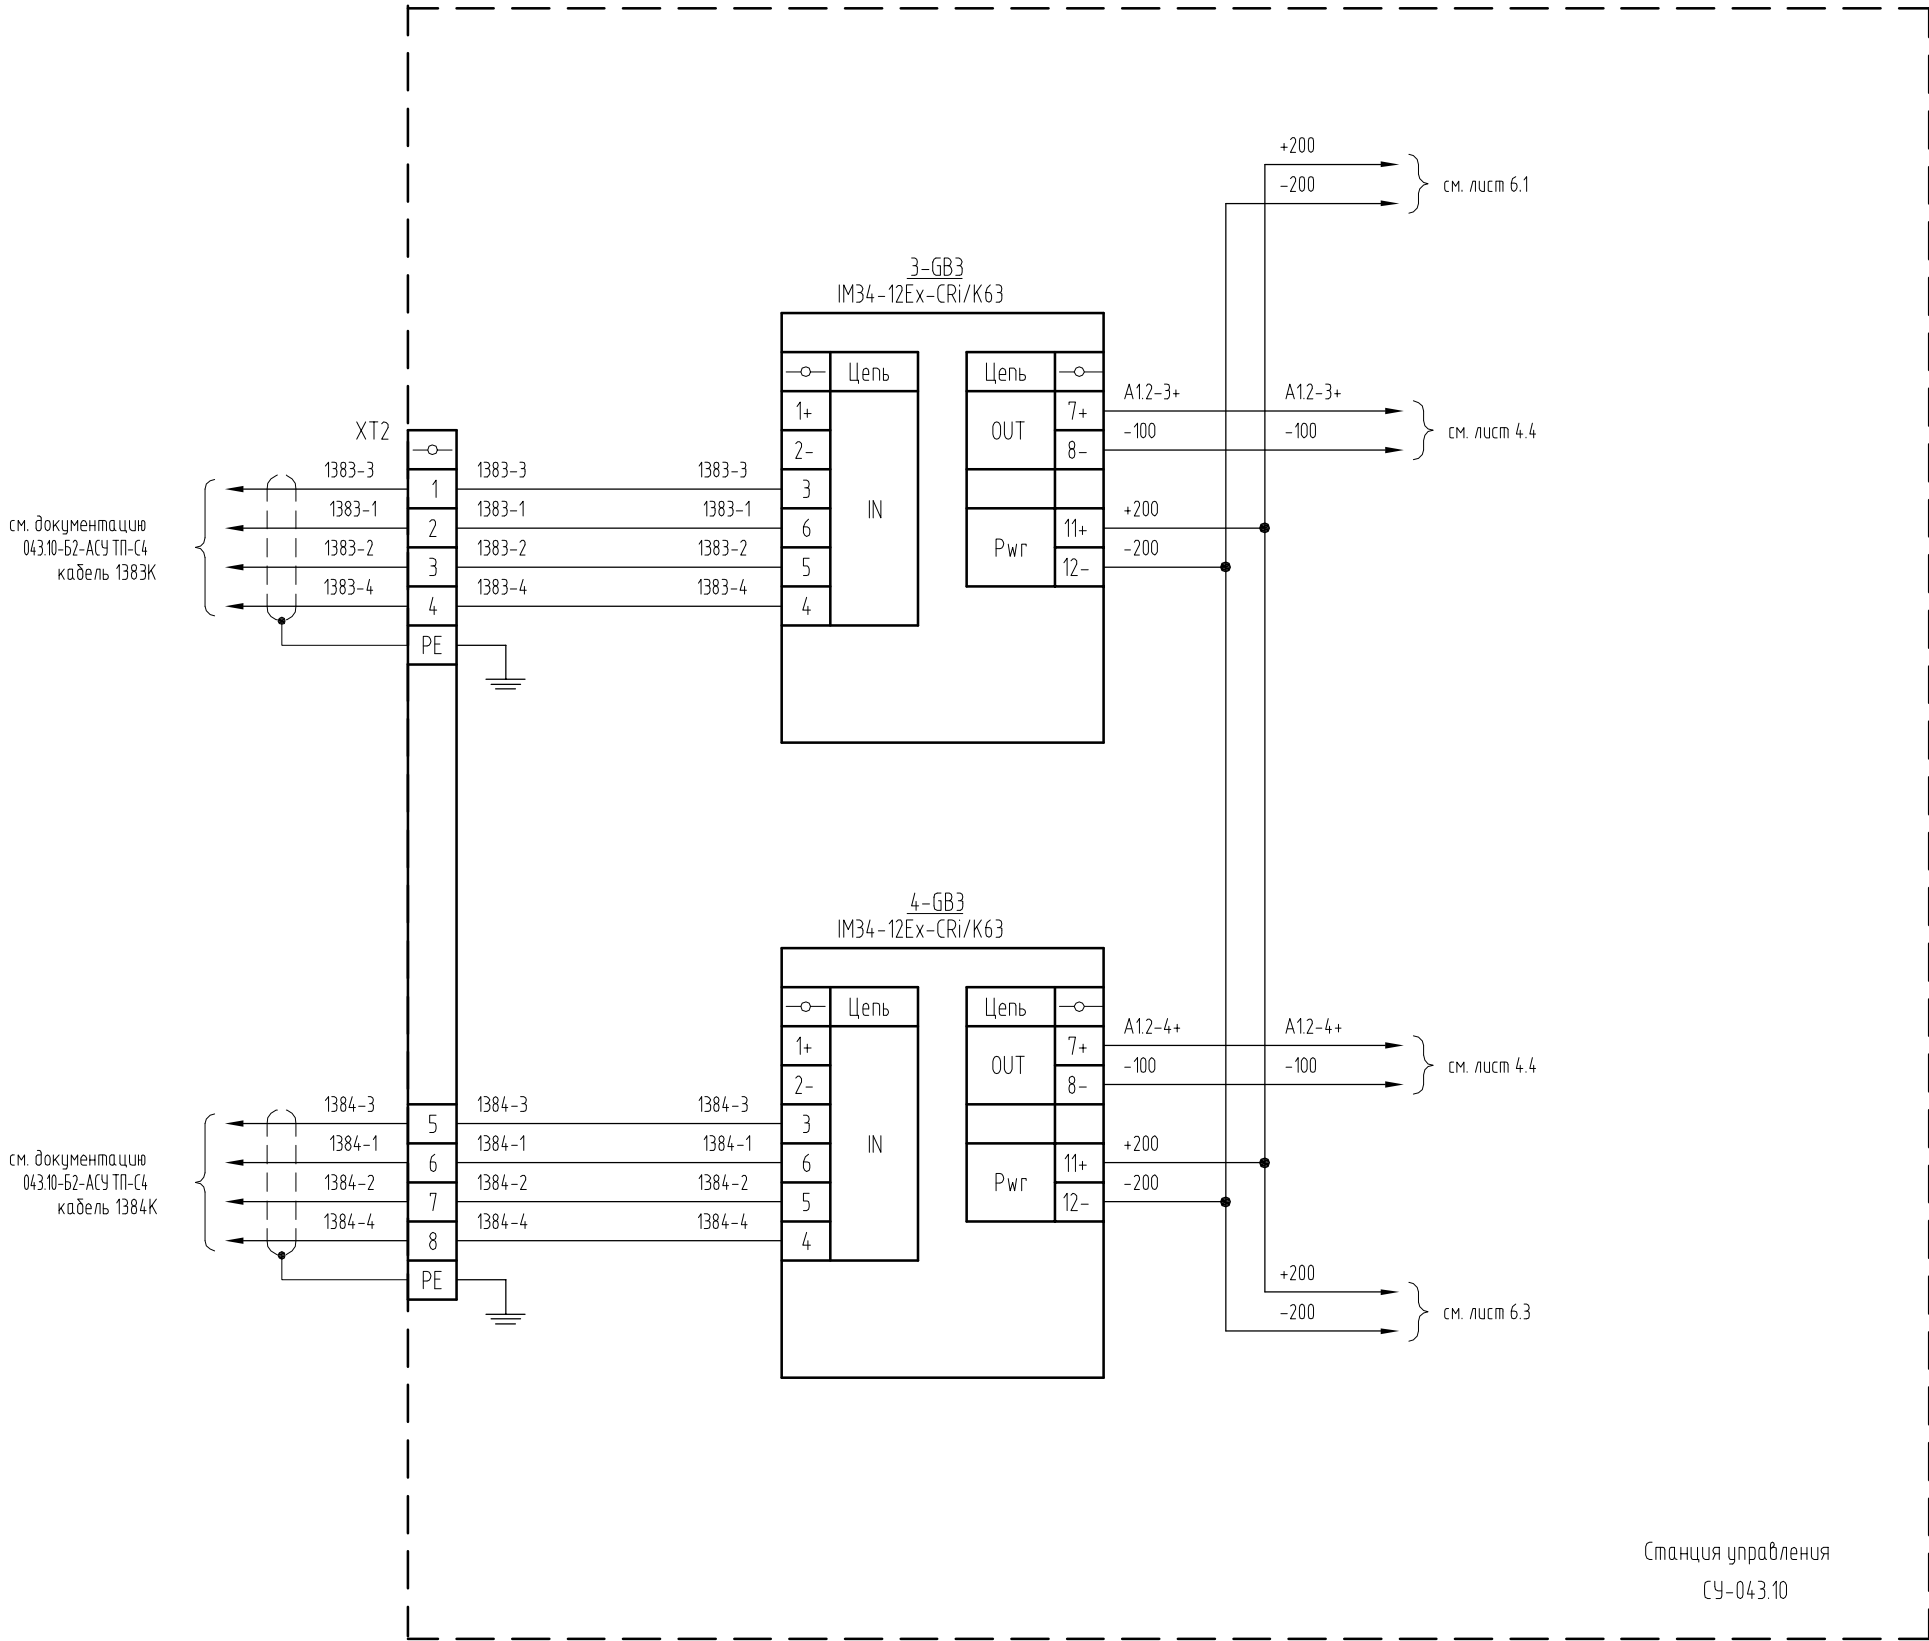 +200
-200
см. лист 6.1
3-GB3
IM34-12Ex-CRi/K63
Цепь
Цепь
1+
2-
3
6
5
4
IN
OUT
7+
8-
Pwr
11+
12-
A1.2-3+
A1.2-3+
-100
-100
см. лист 4.4
+200
-200
XT2
1383-3
1
1383-3
1383-3
1383-1
2
1383-1
1383-1
1383-2
3
1383-2
1383-2
1383-4
4
1383-4
1383-4
PE
см. документацию
043.10-Б2-АСУ ТП-С4
кабель 1383К
4-GB3
IM34-12Ex-CRi/K63
Цепь
Цепь
1+
2-
3
6
5
4
IN
OUT
7+
8-
Pwr
11+
12-
A1.2-4+
A1.2-4+
-100
-100
см. лист 4.4
+200
-200
1384-3
5
1384-3
1384-3
1384-1
6
1384-1
1384-1
1384-2
7
1384-2
1384-2
1384-4
8
1384-4
1384-4
PE
см. документацию
043.10-Б2-АСУ ТП-С4
кабель 1384К
+200
-200
см. лист 6.3
Станция управления
СУ-043.10